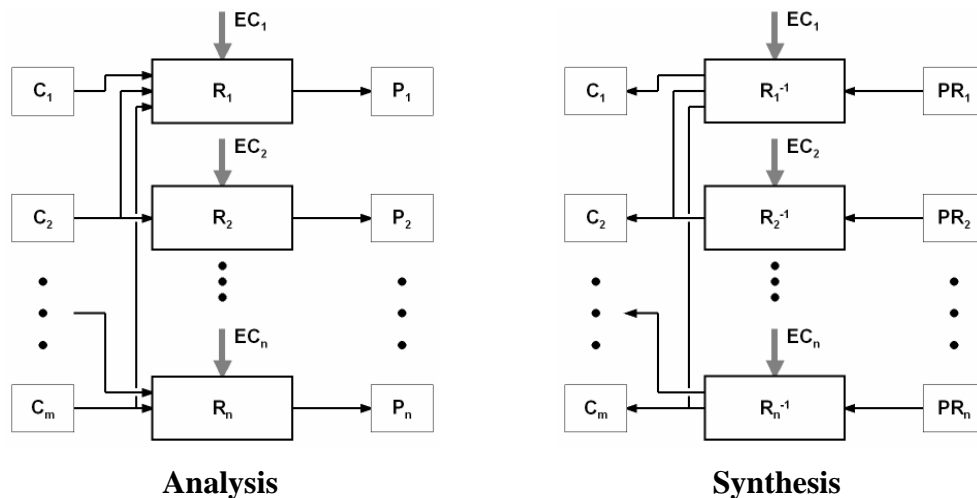 EC₁
C₁ R₁ P₁
EC₂
C₂ R₂ P₂
ECₙ
Cₘ Rₙ Pₙ
Analysis
EC₁
C₁ R₁⁻¹ PR₁
EC₂
C₂ R₂⁻¹ PR₂
ECₙ
Cₘ Rₙ⁻¹ PRₙ
Synthesis